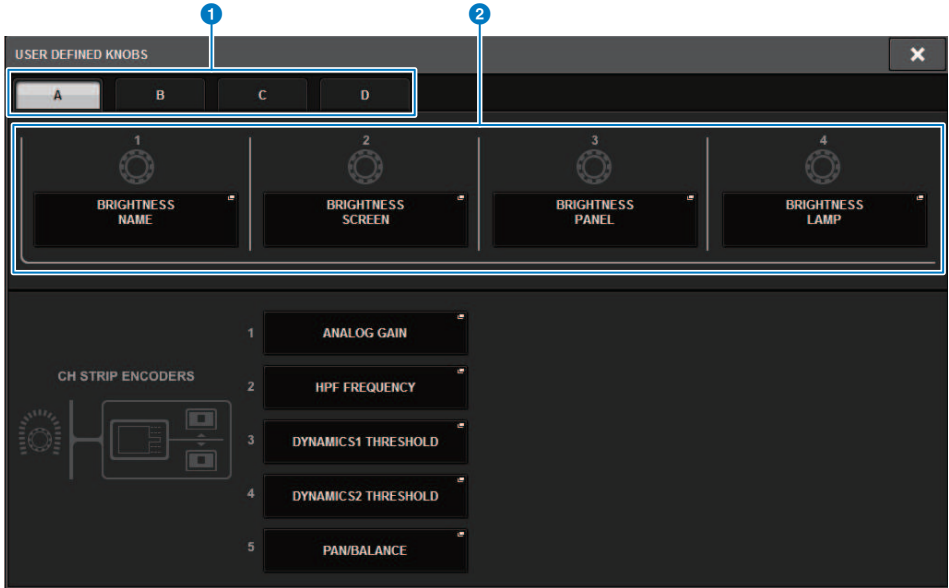 1 2
USER DEFINED KNOBS
A B C D
1 2 3 4
BRIGHTNESS
NAME
BRIGHTNESS
SCREEN
BRIGHTNESS
PANEL
BRIGHTNESS
LAMP
CH STRIP ENCODERS
1 ANALOG GAIN
2 HPF FREQUENCY
3 DYNAMICS1 THRESHOLD
4 DYNAMICS2 THRESHOLD
5 PAN/BALANCE